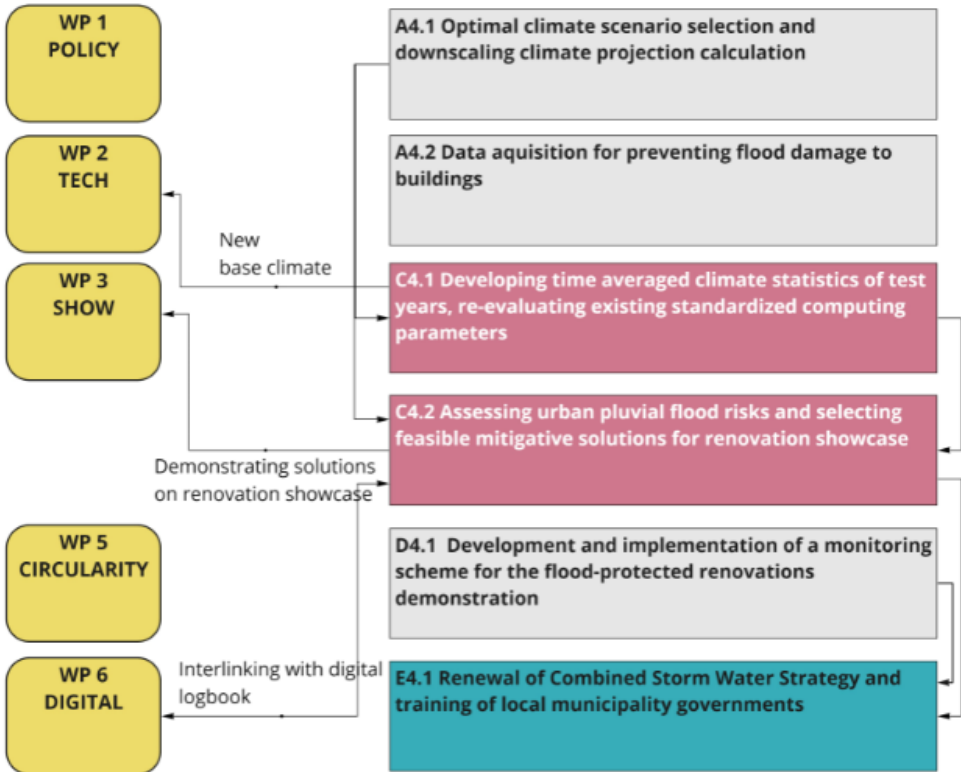 WP 1
POLICY
A4.1 Optimal climate scenario selection and
downscaling climate projection calculation
WP 2
TECH
A4.2 Data aquisition for preventing flood damage to
buildings
New
base climate
WP 3
SHOW
C4.1 Developing time averaged climate statistics of test
years, re-evaluating existing standardized computing
parameters
C4.2 Assessing urban pluvial flood risks and selecting
feasible mitigative solutions for renovation showcase
Demonstrating solutions
on renovation showcase
WP 5
CIRCULARITY
D4.1 Development and implementation of a monitoring
scheme for the flood-protected renovations
demonstration
WP 6
DIGITAL
Interlinking with digital
logbook
E4.1 Renewal of Combined Storm Water Strategy and
training of local municipality governments